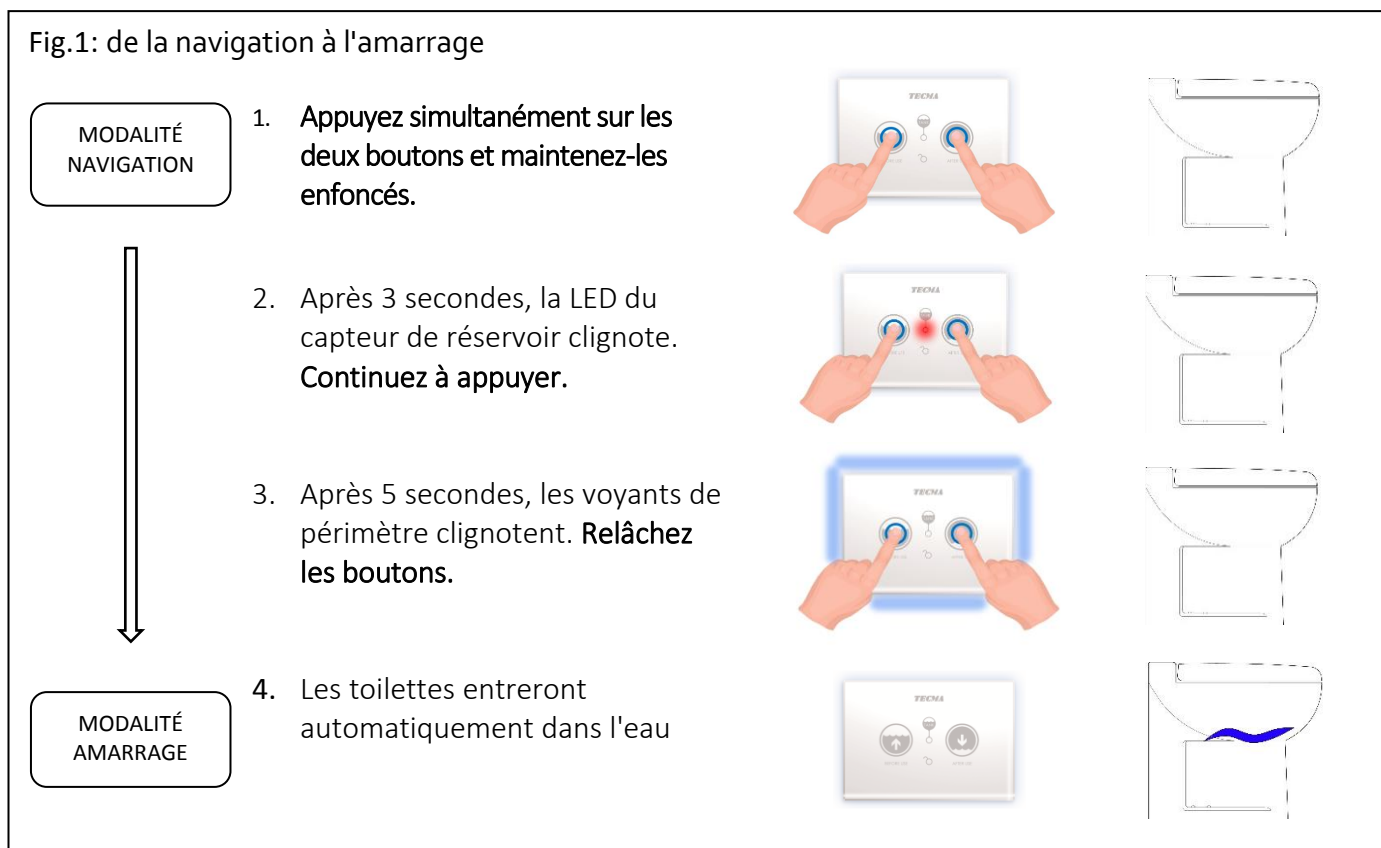 Fig.1: de la navigation à l'amarrage
MODALITÉ
NAVIGATION
1. Appuyez simultanément sur les
deux boutons et maintenez-les
enfoncés.
TECMA
2. Après 3 secondes, la LED du
capteur de réservoir clignote.
Continuez à appuyer.
TECMA
3. Après 5 secondes, les voyants de
périmètre clignotent. Relâchez
les boutons.
TECMA
MODALITÉ
AMARRAGE
4. Les toilettes entreront
automatiquement dans l'eau
TECMA